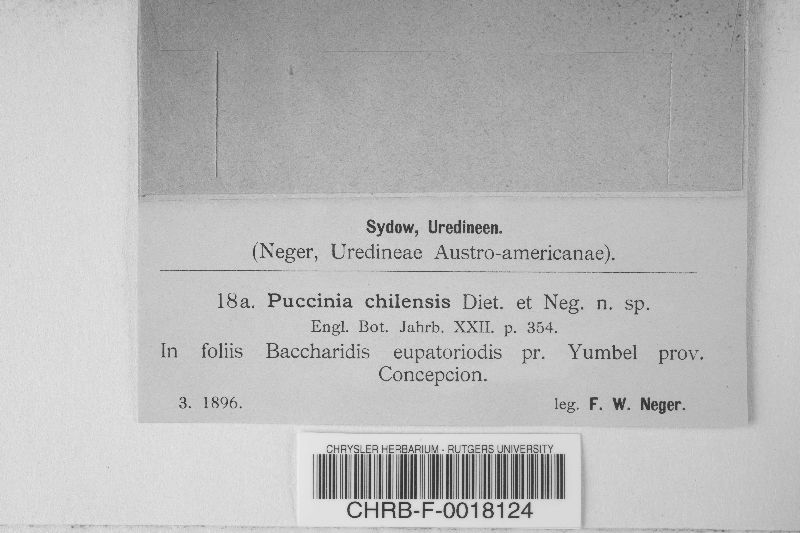 Sydow, Uredineen.
(Neger, Uredineae Austro-americanae).
18a. Puccinia chilensis Diet. et Neg. n. sp.
Engl. Bot. Jahrb. XXII. p. 354.
In foliis Baccharidis eupatoriodis pr. Yumbel prov.
Concepcion.
3. 1896. leg. F. W. Neger.
CHRYSLER HERBARIUM - RUTGERS UNIVERSITY
CHRB-F-0018124